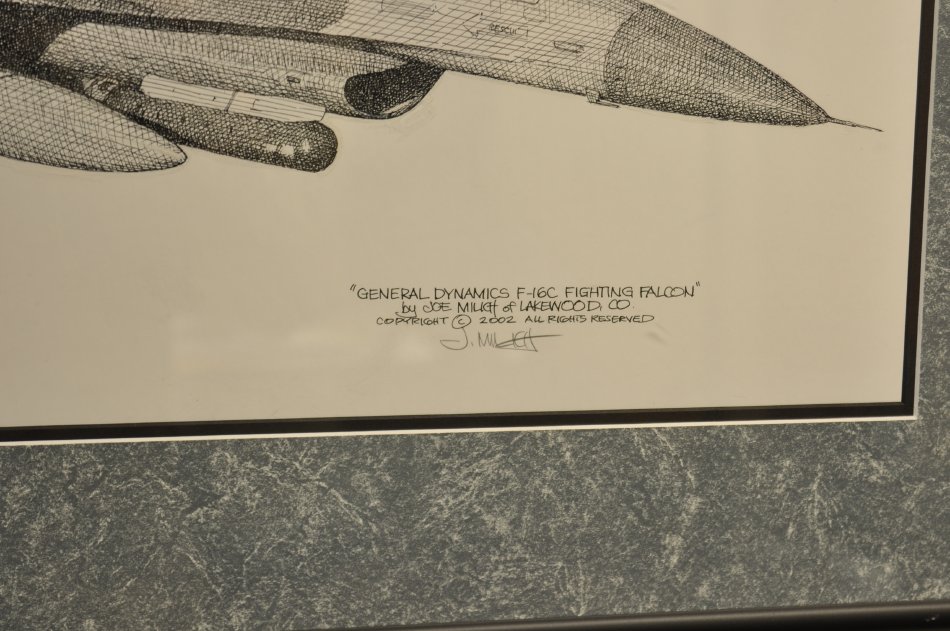 RESCUE
"GENERAL DYNAMICS F-16C FIGHTING FALCON"
by JOE MILICH of LAKEWOOD, CO.
COPYRIGHT © 2002 ALL RIGHTS RESERVED
J. MILICH